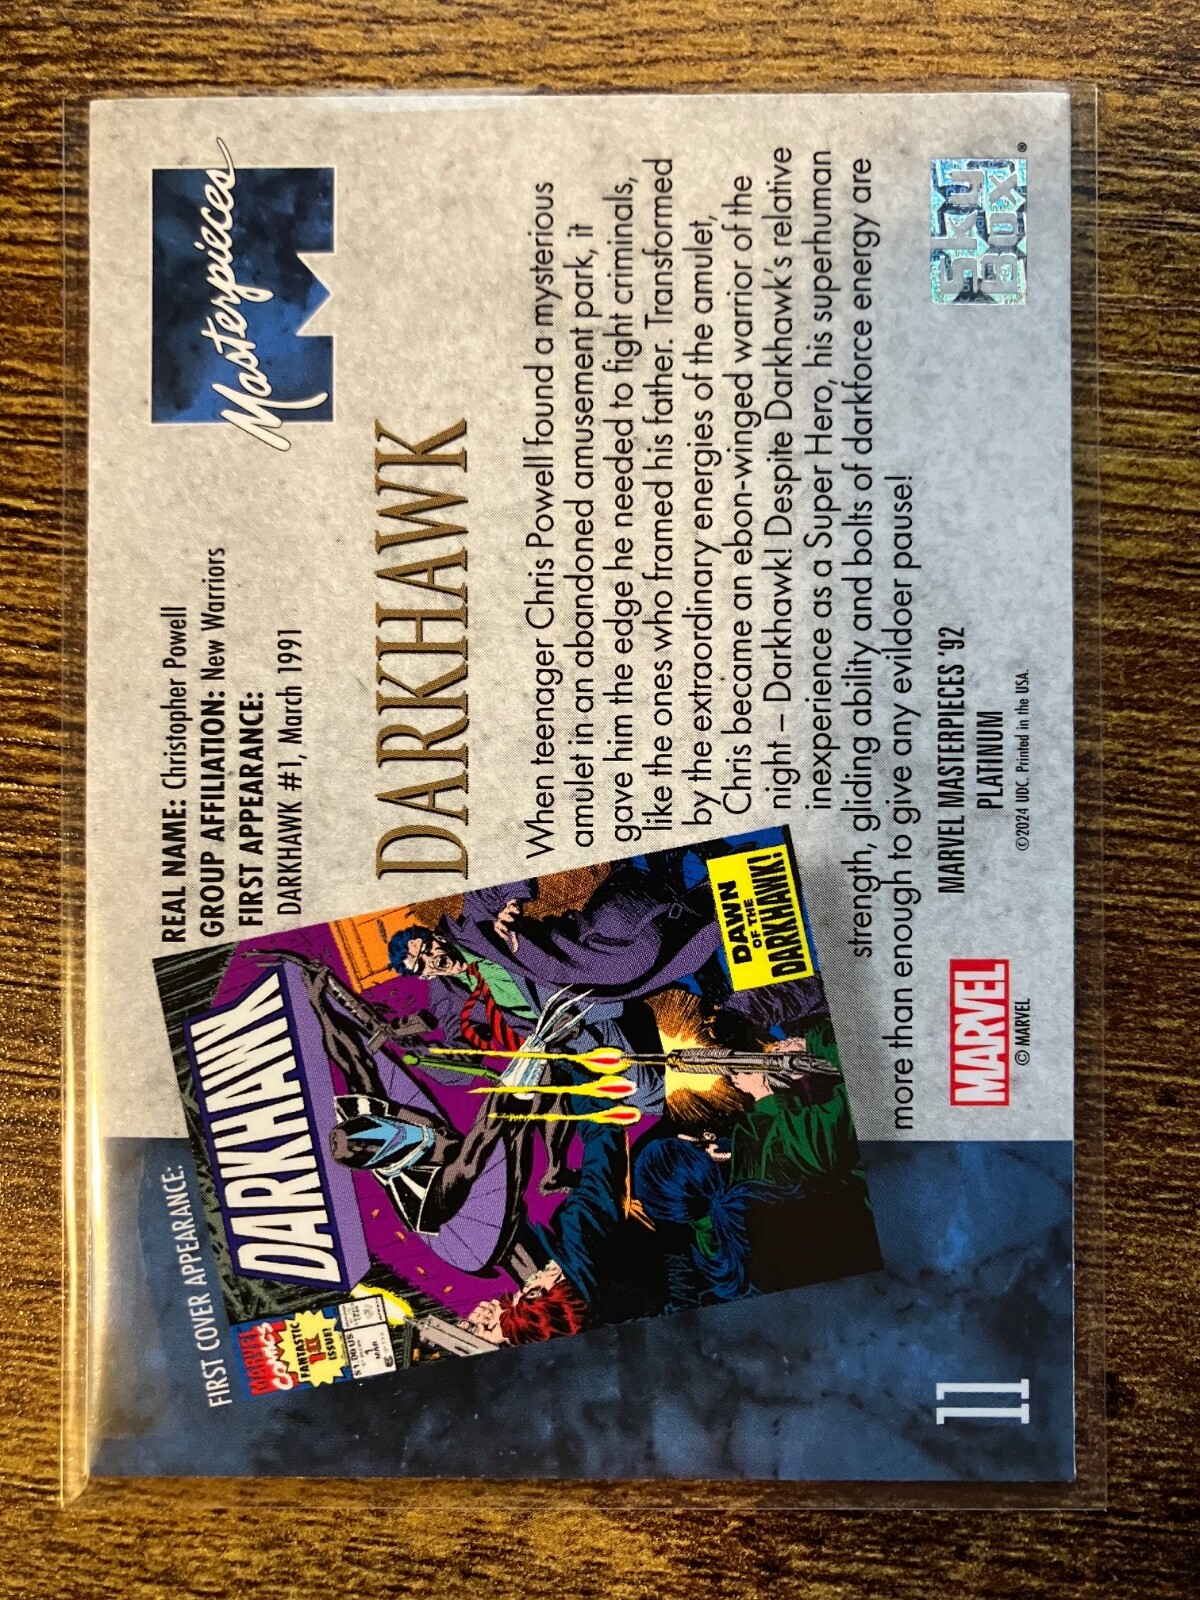 FIRST COVER APPEARANCE:
MARVEL
COMICS
FANTASTIC
1ST
ISSUE!
$1.00 US
1
MAR
DARKHAWK
DAWN
OF THE
DARKHAWK!
REAL NAME: Christopher Powell
GROUP AFFILIATION: New Warriors
FIRST APPEARANCE:
DARKHAWK #1, March 1991
Masterpieces
DARKHAWK
When teenager Chris Powell found a mysterious
amulet in an abandoned amusement park, it
gave him the edge he needed to fight criminals,
like the ones who framed his father. Transformed
by the extraordinary energies of the amulet,
Chris became an ebon-winged warrior of the
night – Darkhawk! Despite Darkhawk's relative
inexperience as a Super Hero, his superhuman
strength, gliding ability and bolts of darkforce energy are
more than enough to give any evildoer pause!
11
MARVEL
© MARVEL
MARVEL MASTERPIECES '92
PLATINUM
©2024 UDC. Printed in the USA.
SKY
BOX®